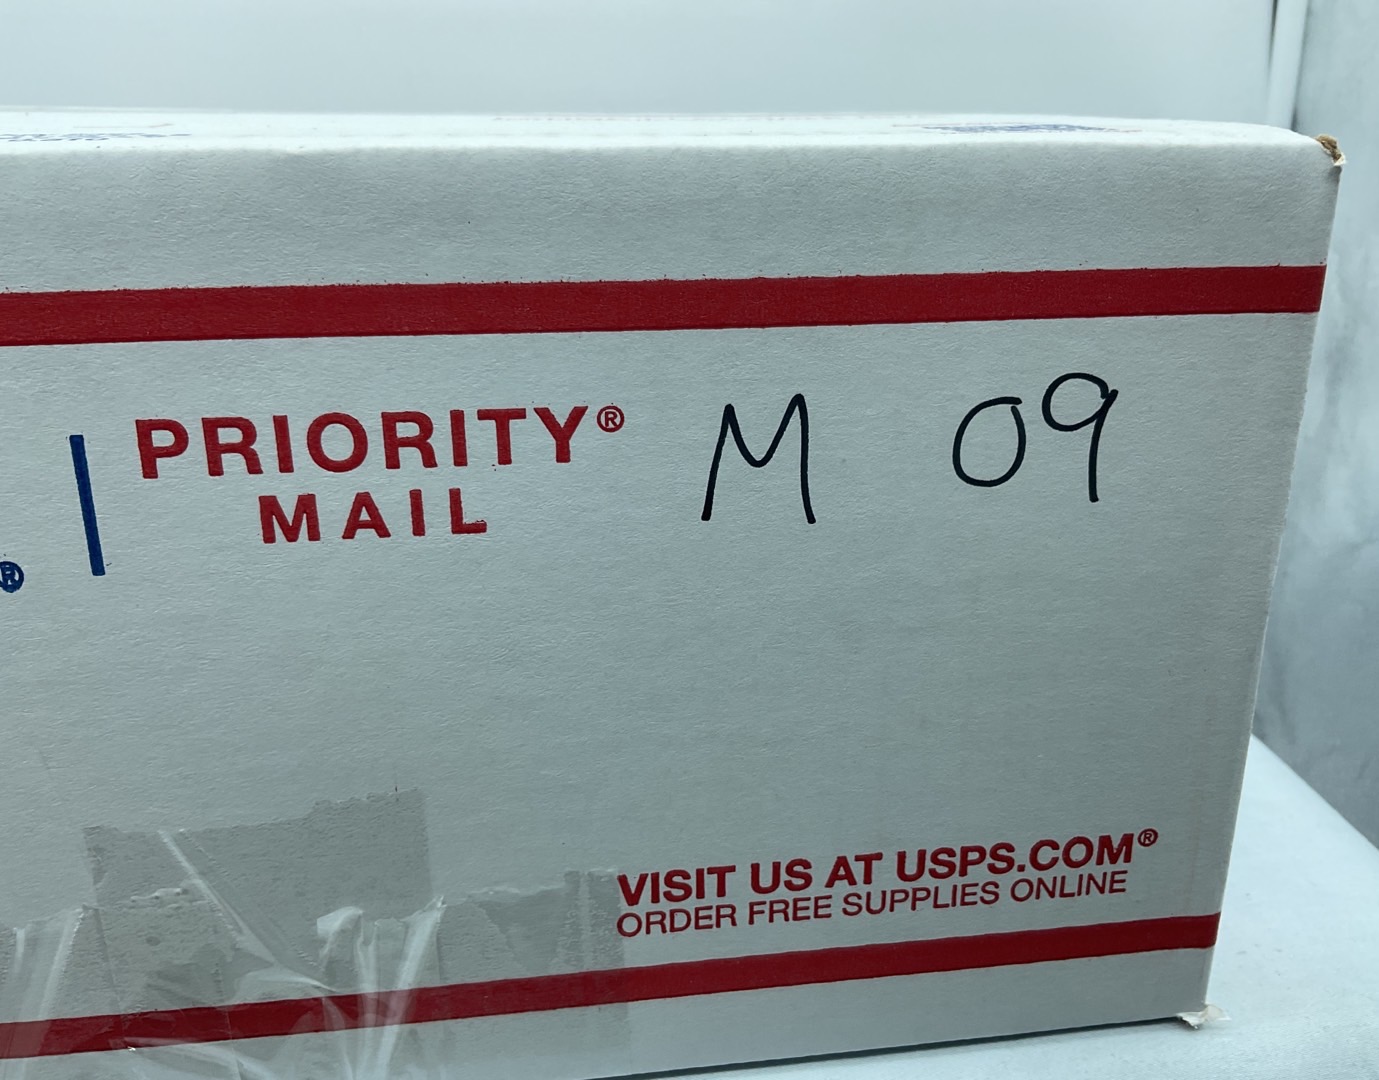 PRIORITY® M 09
MAIL
®
VISIT US AT USPS.COM®
ORDER FREE SUPPLIES ONLINE